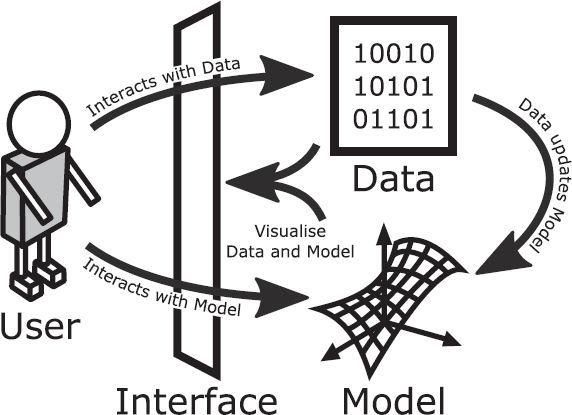 Interacts with Data
10010
10101
01101
Data
Data updates Model
Visualise
Data and Model
Interacts with Model
User
Interface
Model